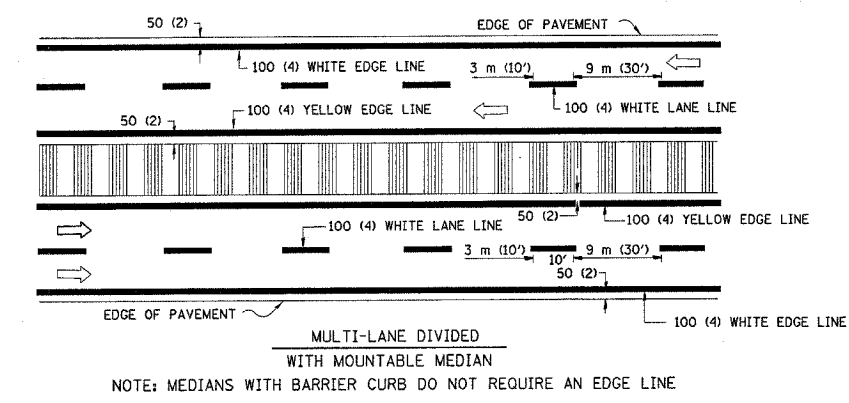 50 (2)
EDGE OF PAVEMENT
100 (4) WHITE EDGE LINE
3 m (10')
9 m (30')
100 (4) YELLOW EDGE LINE
100 (4) WHITE LANE LINE
50 (2)
50 (2)
100 (4) YELLOW EDGE LINE
100 (4) WHITE LANE LINE
3 m (10')
9 m (30')
10'
50 (2)
EDGE OF PAVEMENT
100 (4) WHITE EDGE LINE
MULTI-LANE DIVIDED
WITH MOUNTABLE MEDIAN
NOTE: MEDIANS WITH BARRIER CURB DO NOT REQUIRE AN EDGE LINE